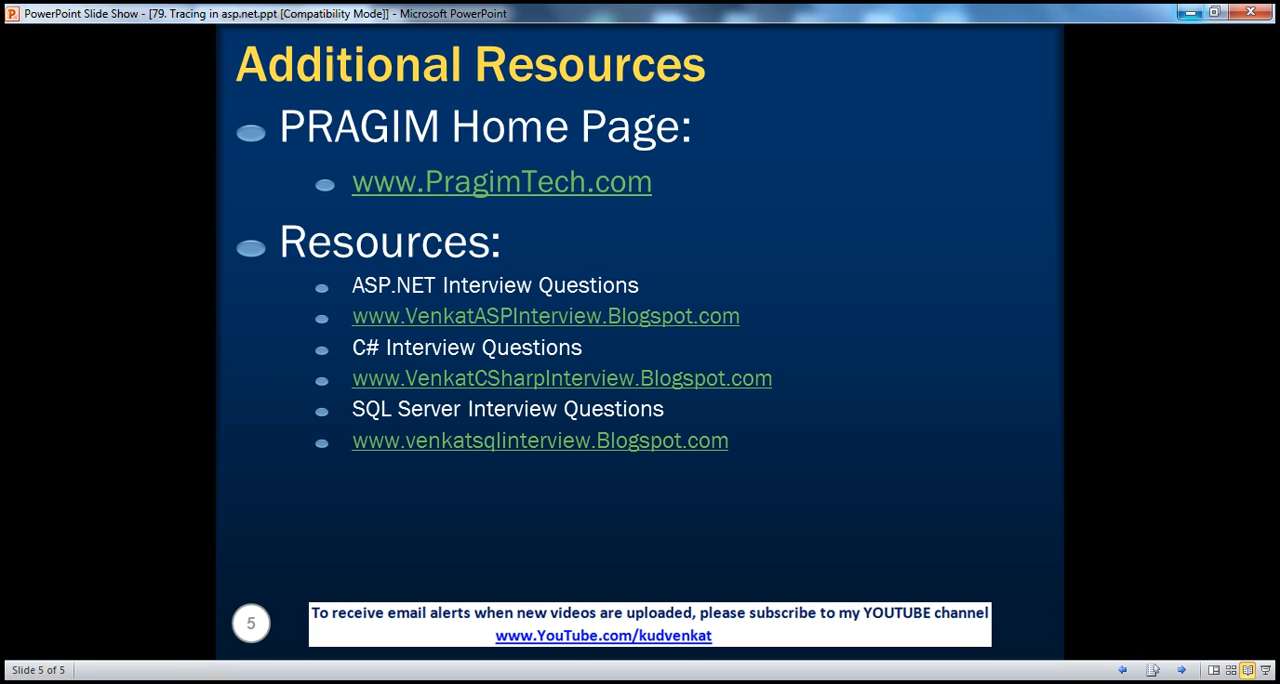 PowerPoint Slide Show - [79. Tracing in asp.net.ppt [Compatibility Mode]] - Microsoft PowerPoint
Additional Resources
PRAGIM Home Page:
www.PragimTech.com
Resources:
ASP.NET Interview Questions
www.VenkatASPInterview.Blogspot.com
C# Interview Questions
www.VenkatCSharpInterview.Blogspot.com
SQL Server Interview Questions
www.venkatsqlinterview.Blogspot.com
5
To receive email alerts when new videos are uploaded, please subscribe to my YOUTUBE channel
www.YouTube.com/kudvenkat
Slide 5 of 5